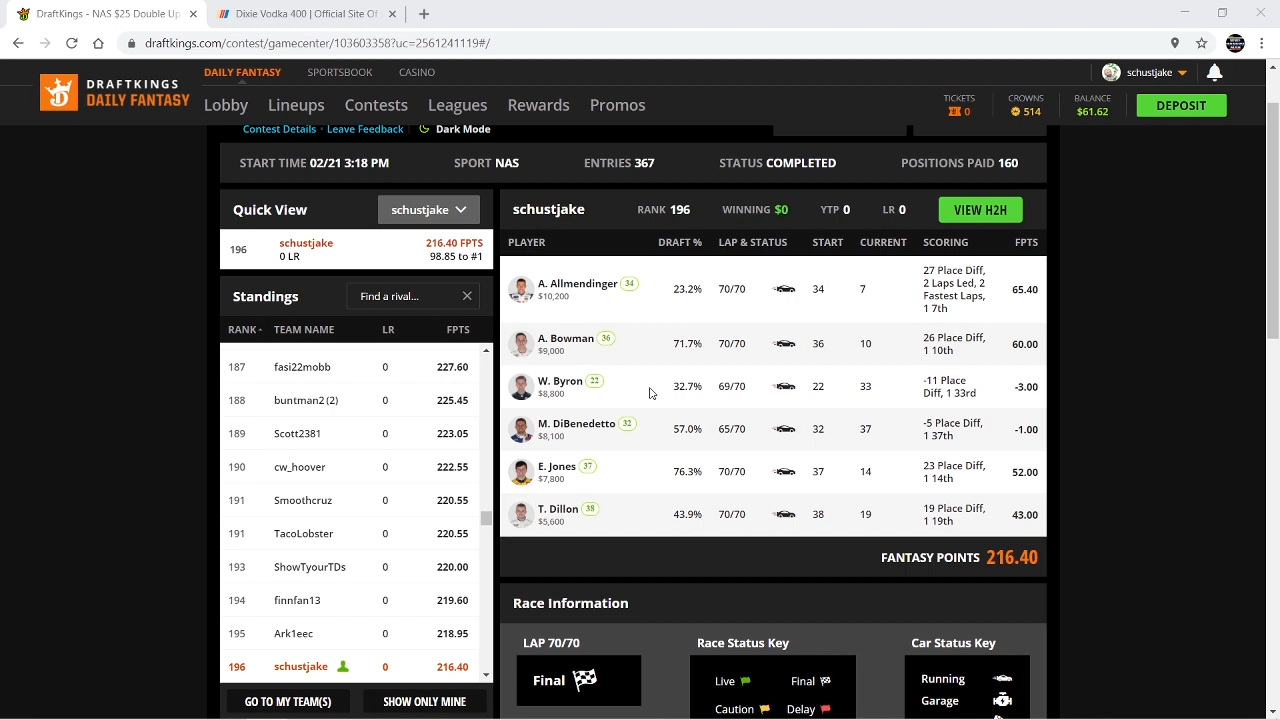 DraftKings - NAS $25 Double Up
Dixie Vodka 400 | Official Site Of
draftkings.com/contest/gamecenter/103603358?uc=2561241119#/
DRAFTKINGS
DAILY FANTASY
DAILY FANTASY SPORTSBOOK CASINO
schustjake
Lobby Lineups Contests Leagues Rewards Promos
TICKETS 0
CROWNS 514
BALANCE $61.62
DEPOSIT
Contest Details · Leave Feedback Dark Mode
START TIME 02/21 3:18 PM SPORT NAS ENTRIES 367 STATUS COMPLETED POSITIONS PAID 160
Quick View schustjake
196 schustjake 216.40 FPTS
0 LR 98.85 to #1
Standings Find a rival...
RANK TEAM NAME LR FPTS
187 fasi22mobb 0 227.60
188 buntman2 (2) 0 225.45
189 Scott2381 0 223.05
190 cw_hoover 0 222.55
191 Smoothcruz 0 220.55
191 TacoLobster 0 220.55
193 ShowTyourTDs 0 220.00
194 finnfan13 0 219.60
195 Ark1eec 0 218.95
196 schustjake 0 216.40
GO TO MY TEAM(S) SHOW ONLY MINE
schustjake RANK 196 WINNING $0 YTP 0 LR 0 VIEW H2H
PLAYER DRAFT % LAP & STATUS START CURRENT SCORING FPTS
A. Allmendinger 34
$10,200
23.2% 70/70 34 7
27 Place Diff,
2 Laps Led, 2
Fastest Laps,
1 7th
65.40
A. Bowman 36
$9,000
71.7% 70/70 36 10
26 Place Diff,
1 10th
60.00
W. Byron 22
$8,800
32.7% 69/70 22 33
-11 Place
Diff, 1 33rd
-3.00
M. DiBenedetto 32
$8,100
57.0% 65/70 32 37
-5 Place Diff,
1 37th
-1.00
E. Jones 37
$7,800
76.3% 70/70 37 14
23 Place Diff,
1 14th
52.00
T. Dillon 38
$5,600
43.9% 70/70 38 19
19 Place Diff,
1 19th
43.00
FANTASY POINTS 216.40
Race Information
LAP 70/70 Race Status Key Car Status Key
Final
Live Final
Caution Delay
Running
Garage